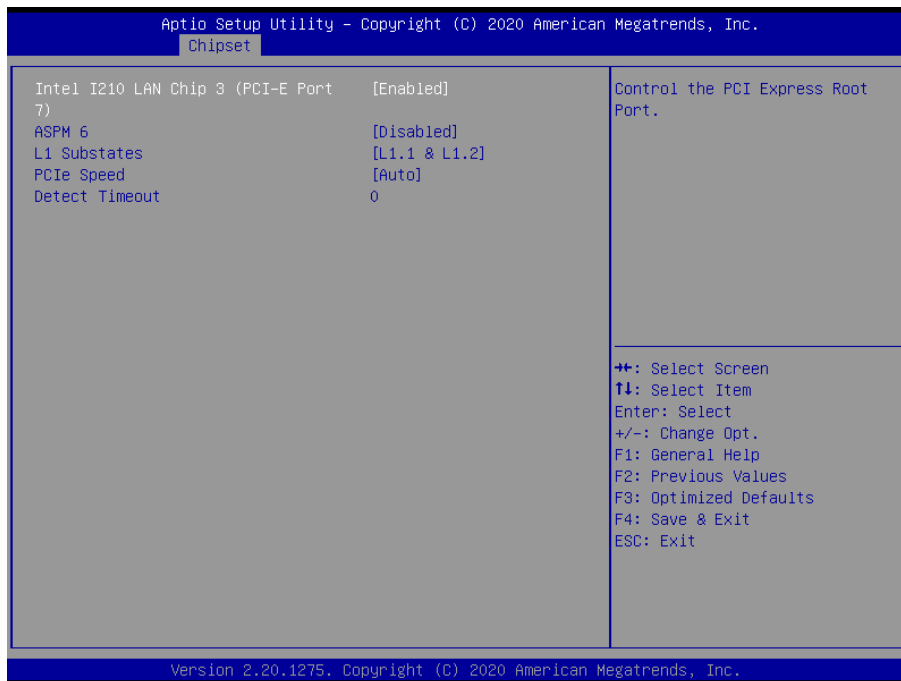 Aptio Setup Utility – Copyright (C) 2020 American Megatrends, Inc.
Chipset
Intel I210 LAN Chip 3 (PCI-E Port 7) [Enabled]
ASPM 6 [Disabled]
L1 Substates [L1.1 & L1.2]
PCIe Speed [Auto]
Detect Timeout 0
Control the PCI Express Root
Port.
→←: Select Screen
↑↓: Select Item
Enter: Select
+/-: Change Opt.
F1: General Help
F2: Previous Values
F3: Optimized Defaults
F4: Save & Exit
ESC: Exit
Version 2.20.1275. Copyright (C) 2020 American Megatrends, Inc.